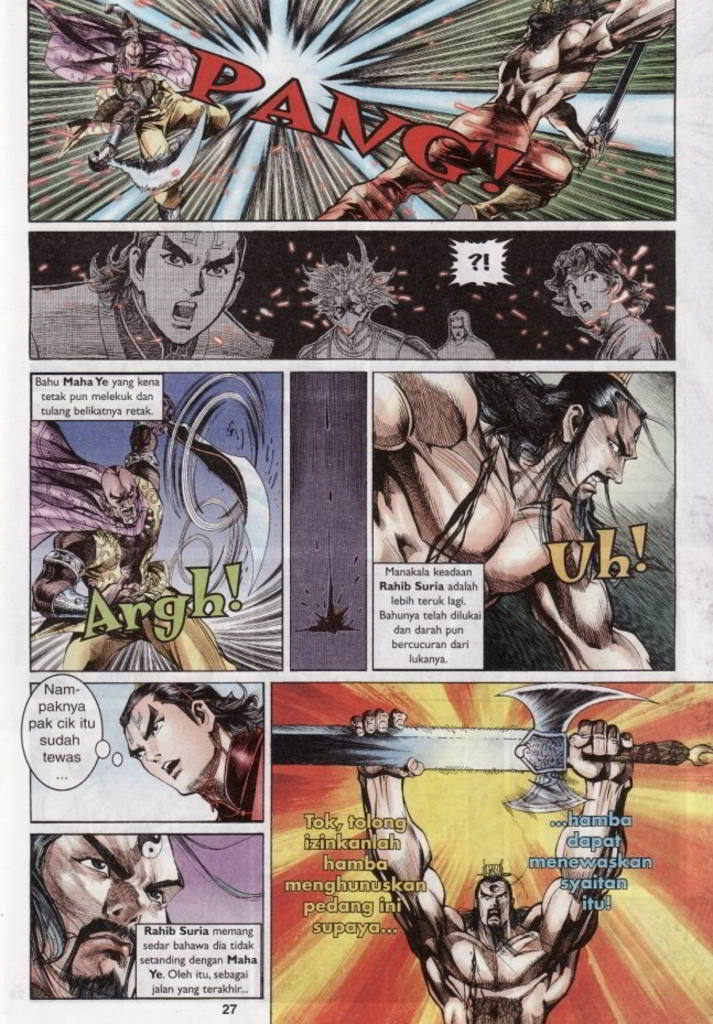 PANG!
?!
Bahu Maha Ye yang kena
tetak pun melekuk dan
tulang belikatnya retak.
Argh!
Uh!
Manakala keadaan
Rahib Suria adalah
lebih teruk lagi.
Bahunya telah dilukai
dan darah pun
bercucuran dari
lukanya.
Nam-
paknya
pak cik itu
sudah
tewas
...
Tok, tolong
izinkanlah
hamba
menghunuskan
pedang ini
supaya...
...hamba
dapat
menewaskan
syaitan
itu!
Rahib Suria memang
sedar bahawa dia tidak
setanding dengan Maha
Ye. Oleh itu, sebagai
jalan yang terakhir...
27